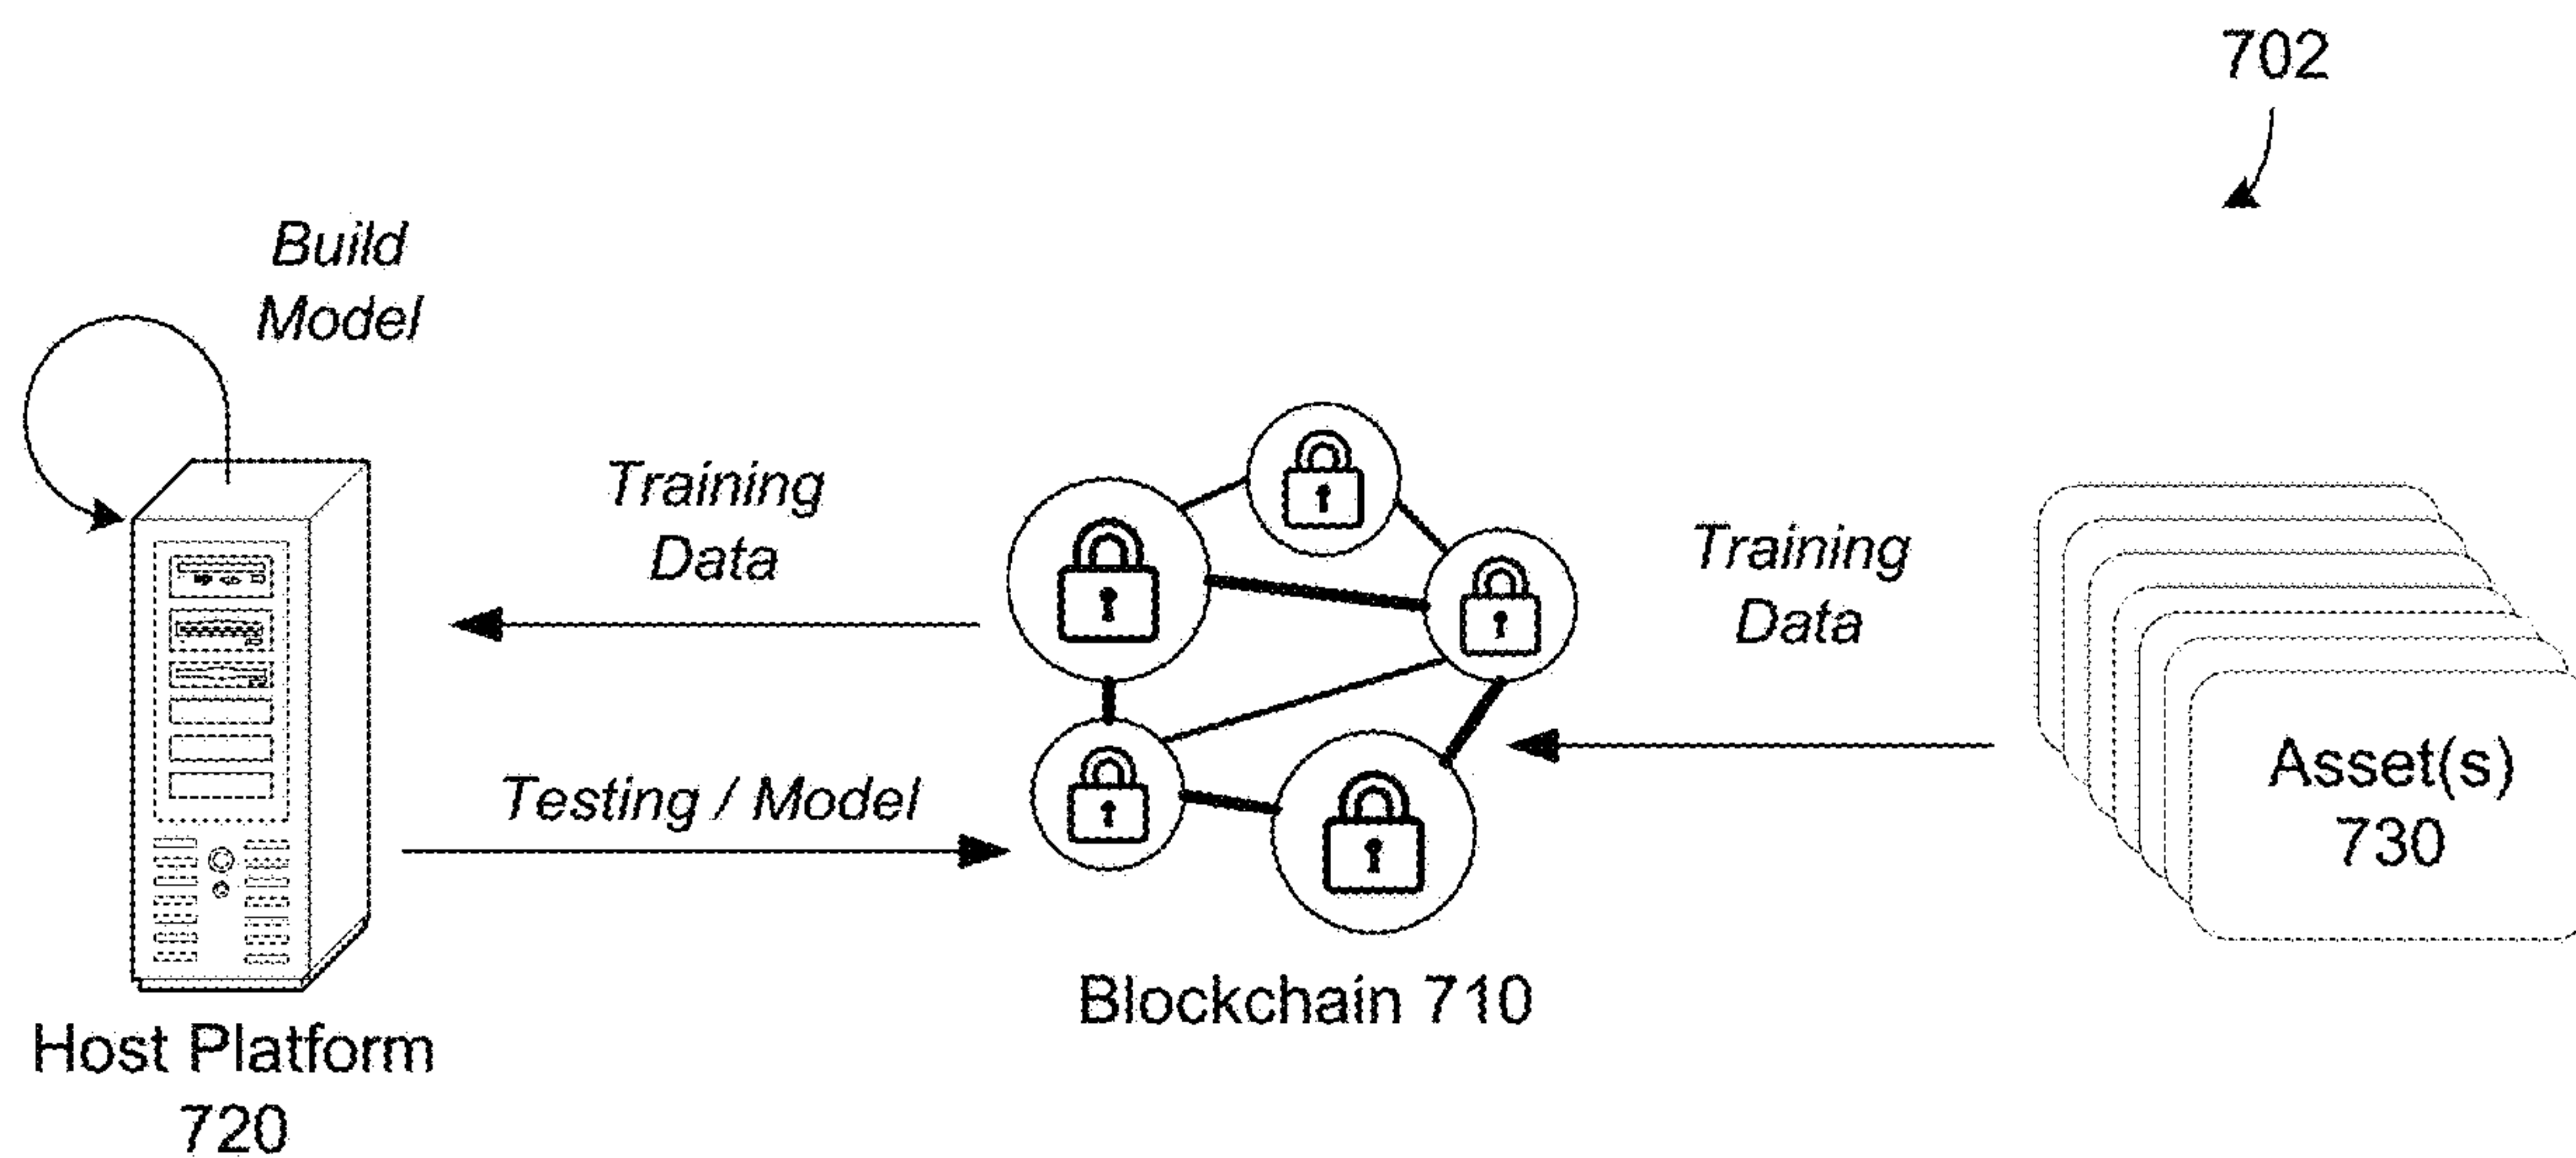 702
Build
Model
Training
Data
Training
Data
Testing / Model
Asset(s)
730
Blockchain 710
Host Platform
720